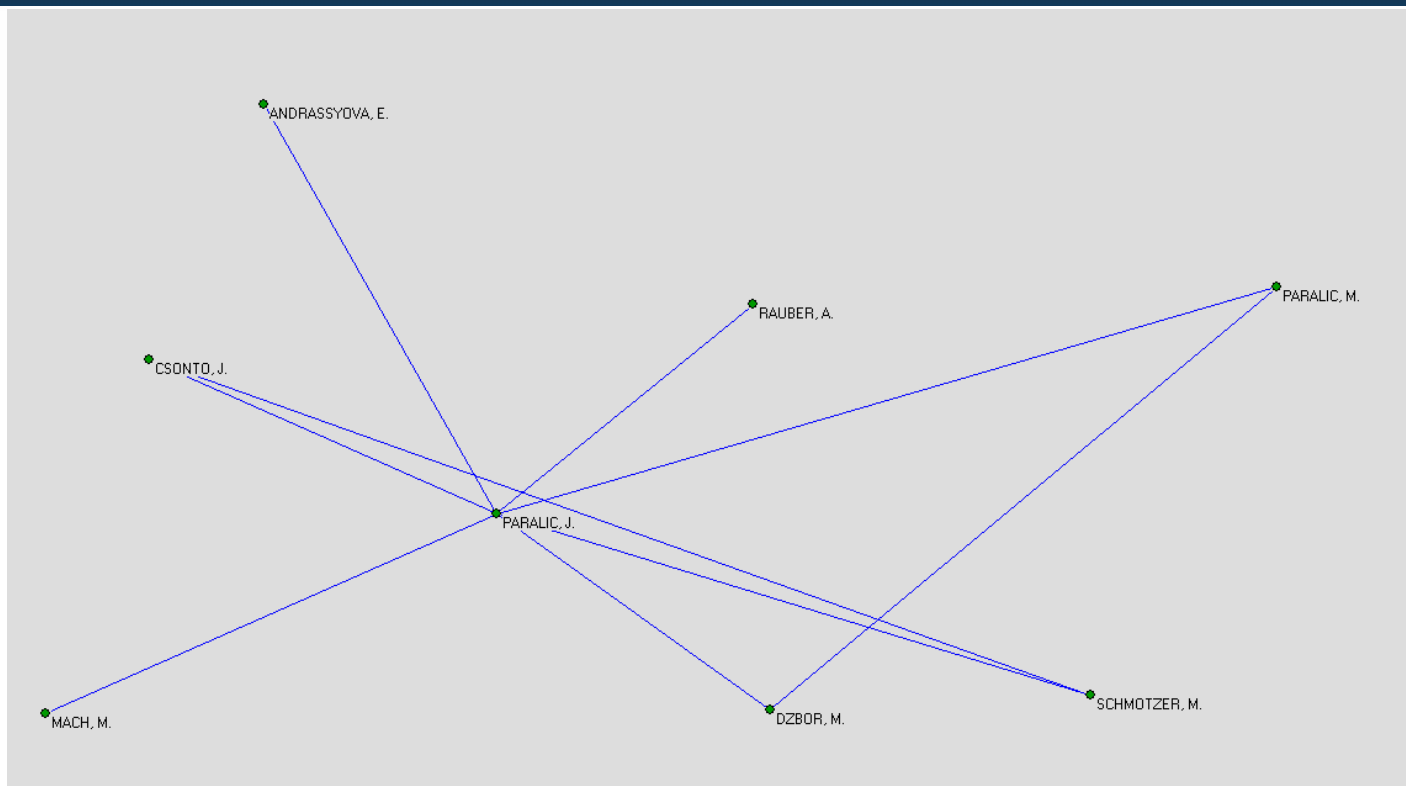 ANDRASSYOVA, E.
PARALIC, M.
RAUBER, A.
CSONTO, J.
PARALIC, J.
SCHMOTZER, M.
DZBOR, M.
MACH, M.